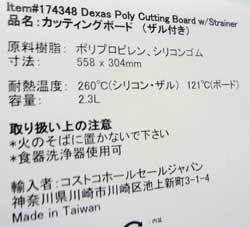 Item#174348 Dexas Poly Cutting Board w/Strainer
品名：カッティングボード　（ザル付き）
原料樹脂：　ポリプロピレン、シリコンゴム
寸法：　558 x 304mm
耐熱温度：　260℃（シリコン・ザル）　121℃（ボード）
容量：　2.3L
取り扱い上の注意
＊火のそばに置かないで下さい
＊食器洗浄器使用可
輸入者：コストコホールセールジャパン
神奈川県川崎市川崎区池上新町3-1-4
Made in Taiwan
：内証